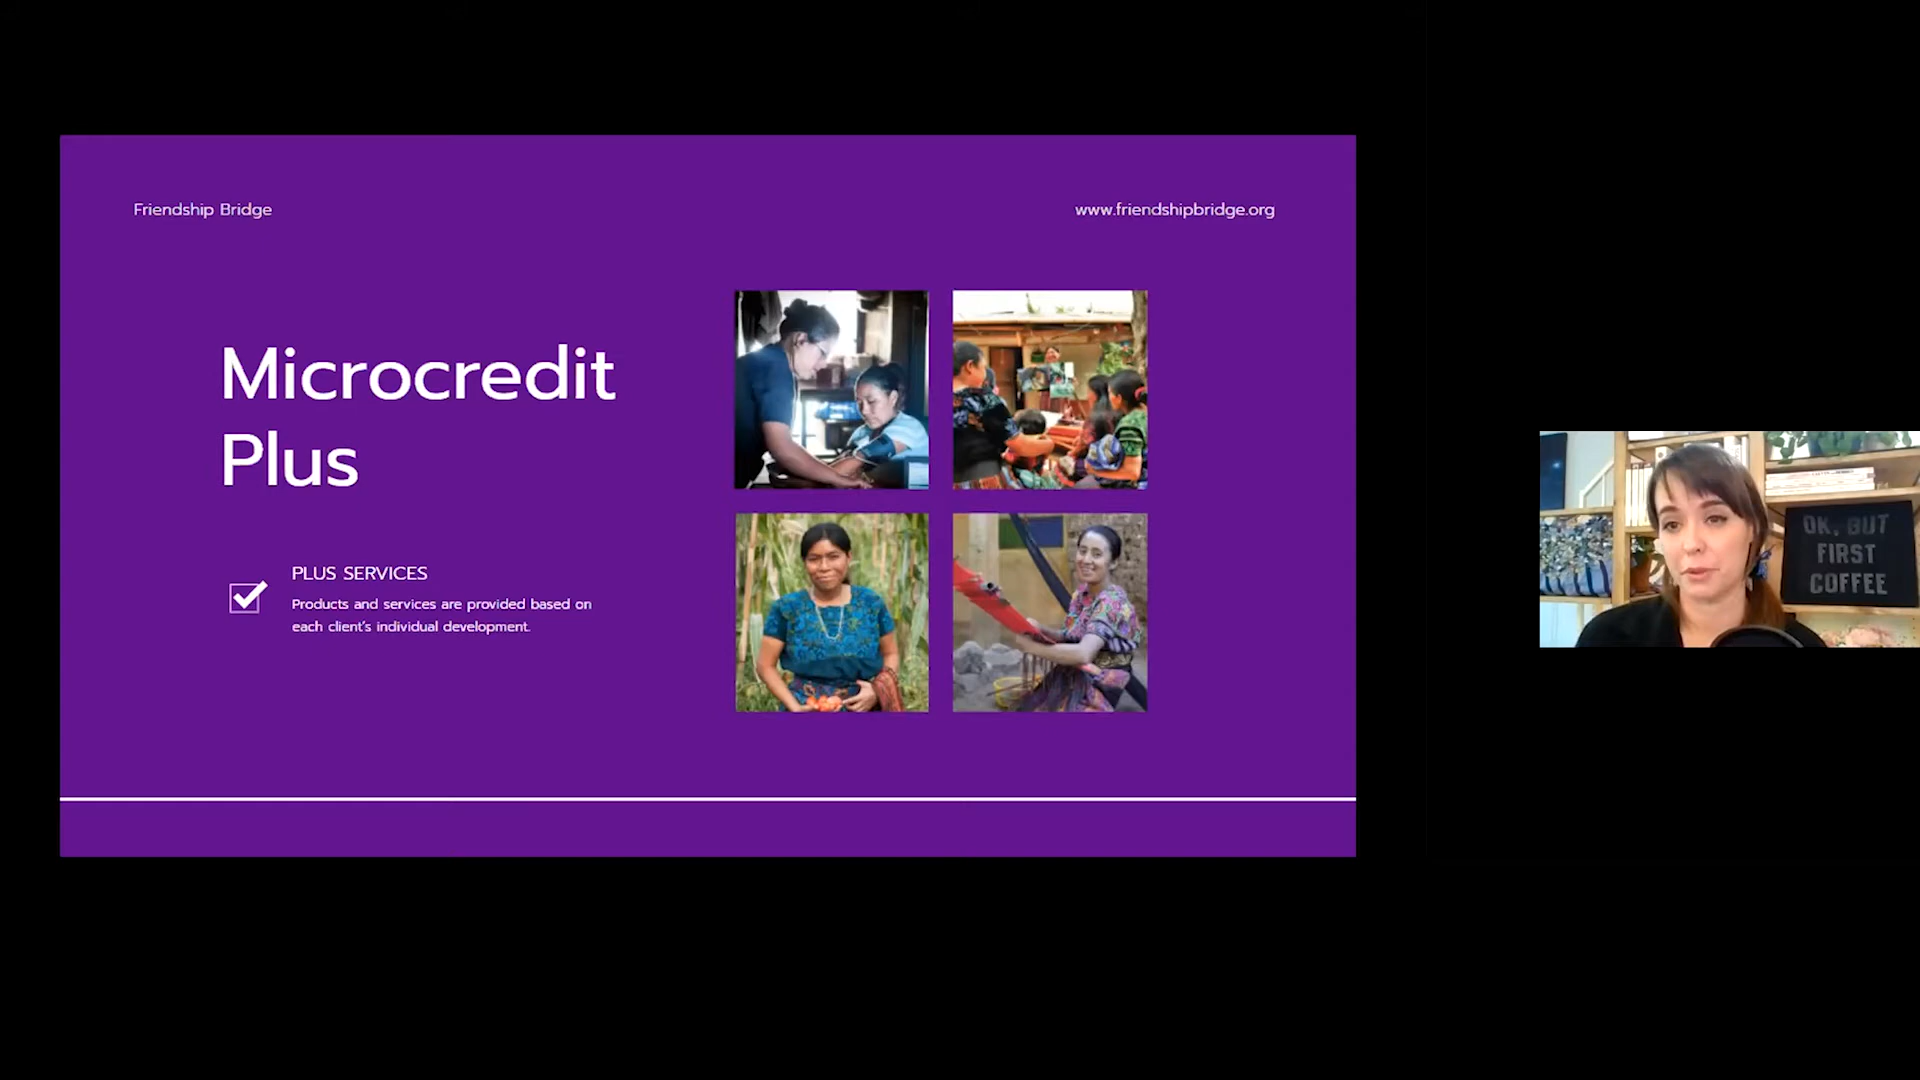 Friendship Bridge
www.friendshipbridge.org
Microcredit
Plus
PLUS SERVICES
Products and services are provided based on
each client's individual development.
OK, BUT
FIRST
COFFEE